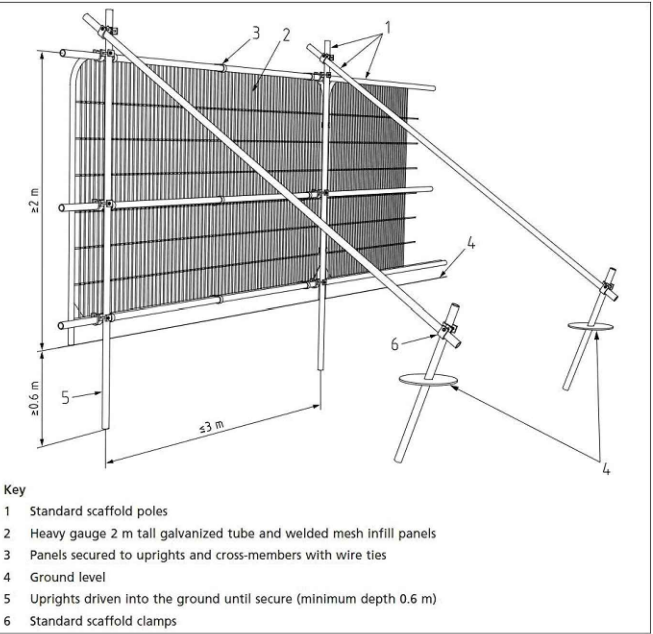 1
3
2
≥2 m
4
6
5
≥0.6 m
≤3 m
4
Key
1 Standard scaffold poles
2 Heavy gauge 2 m tall galvanized tube and welded mesh infill panels
3 Panels secured to uprights and cross-members with wire ties
4 Ground level
5 Uprights driven into the ground until secure (minimum depth 0.6 m)
6 Standard scaffold clamps